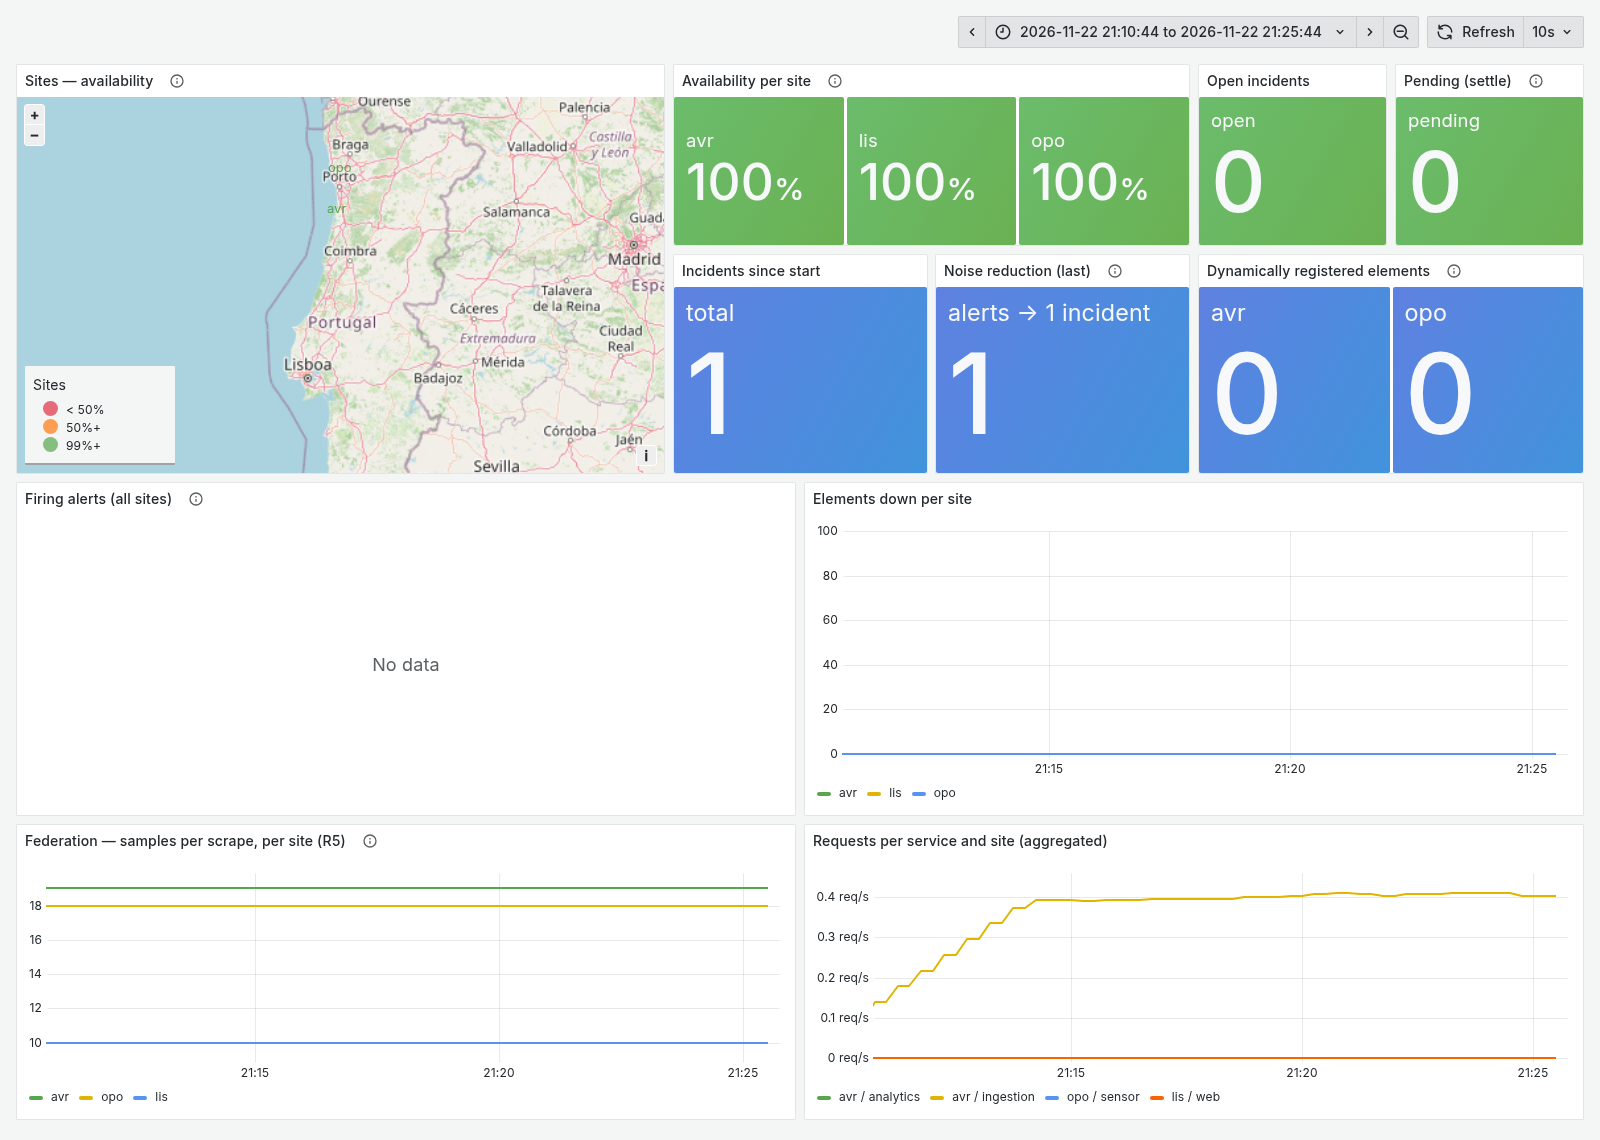 2026-11-22 21:10:44 to 2026-11-22 21:25:44
Refresh
10s
Sites — availability
+
−
Ourense
Palencia
Braga
Valladolid
Castilla
y León
opo
Porto
avr
Salamanca
Guad
Coimbra
Madrid
Espa
Talavera
de la Reina
Cáceres
Portugal
Ciudad
Real
Extremadura
Lisboa
Mérida
Badajoz
Córdoba
Jaén
Sevilla
Sites
< 50%
50%+
99%+
i
Availability per site
avr
100%
lis
100%
opo
100%
Open incidents
open
0
Pending (settle)
pending
0
Incidents since start
total
1
Noise reduction (last)
alerts → 1 incident
1
Dynamically registered elements
avr
0
opo
0
Firing alerts (all sites)
No data
Elements down per site
100
80
60
40
20
0
21:15 21:20 21:25
avr lis opo
Federation — samples per scrape, per site (R5)
18
16
14
12
10
21:15 21:20 21:25
avr opo lis
Requests per service and site (aggregated)
0.4 req/s
0.3 req/s
0.2 req/s
0.1 req/s
0 req/s
21:15 21:20 21:25
avr / analytics avr / ingestion opo / sensor lis / web